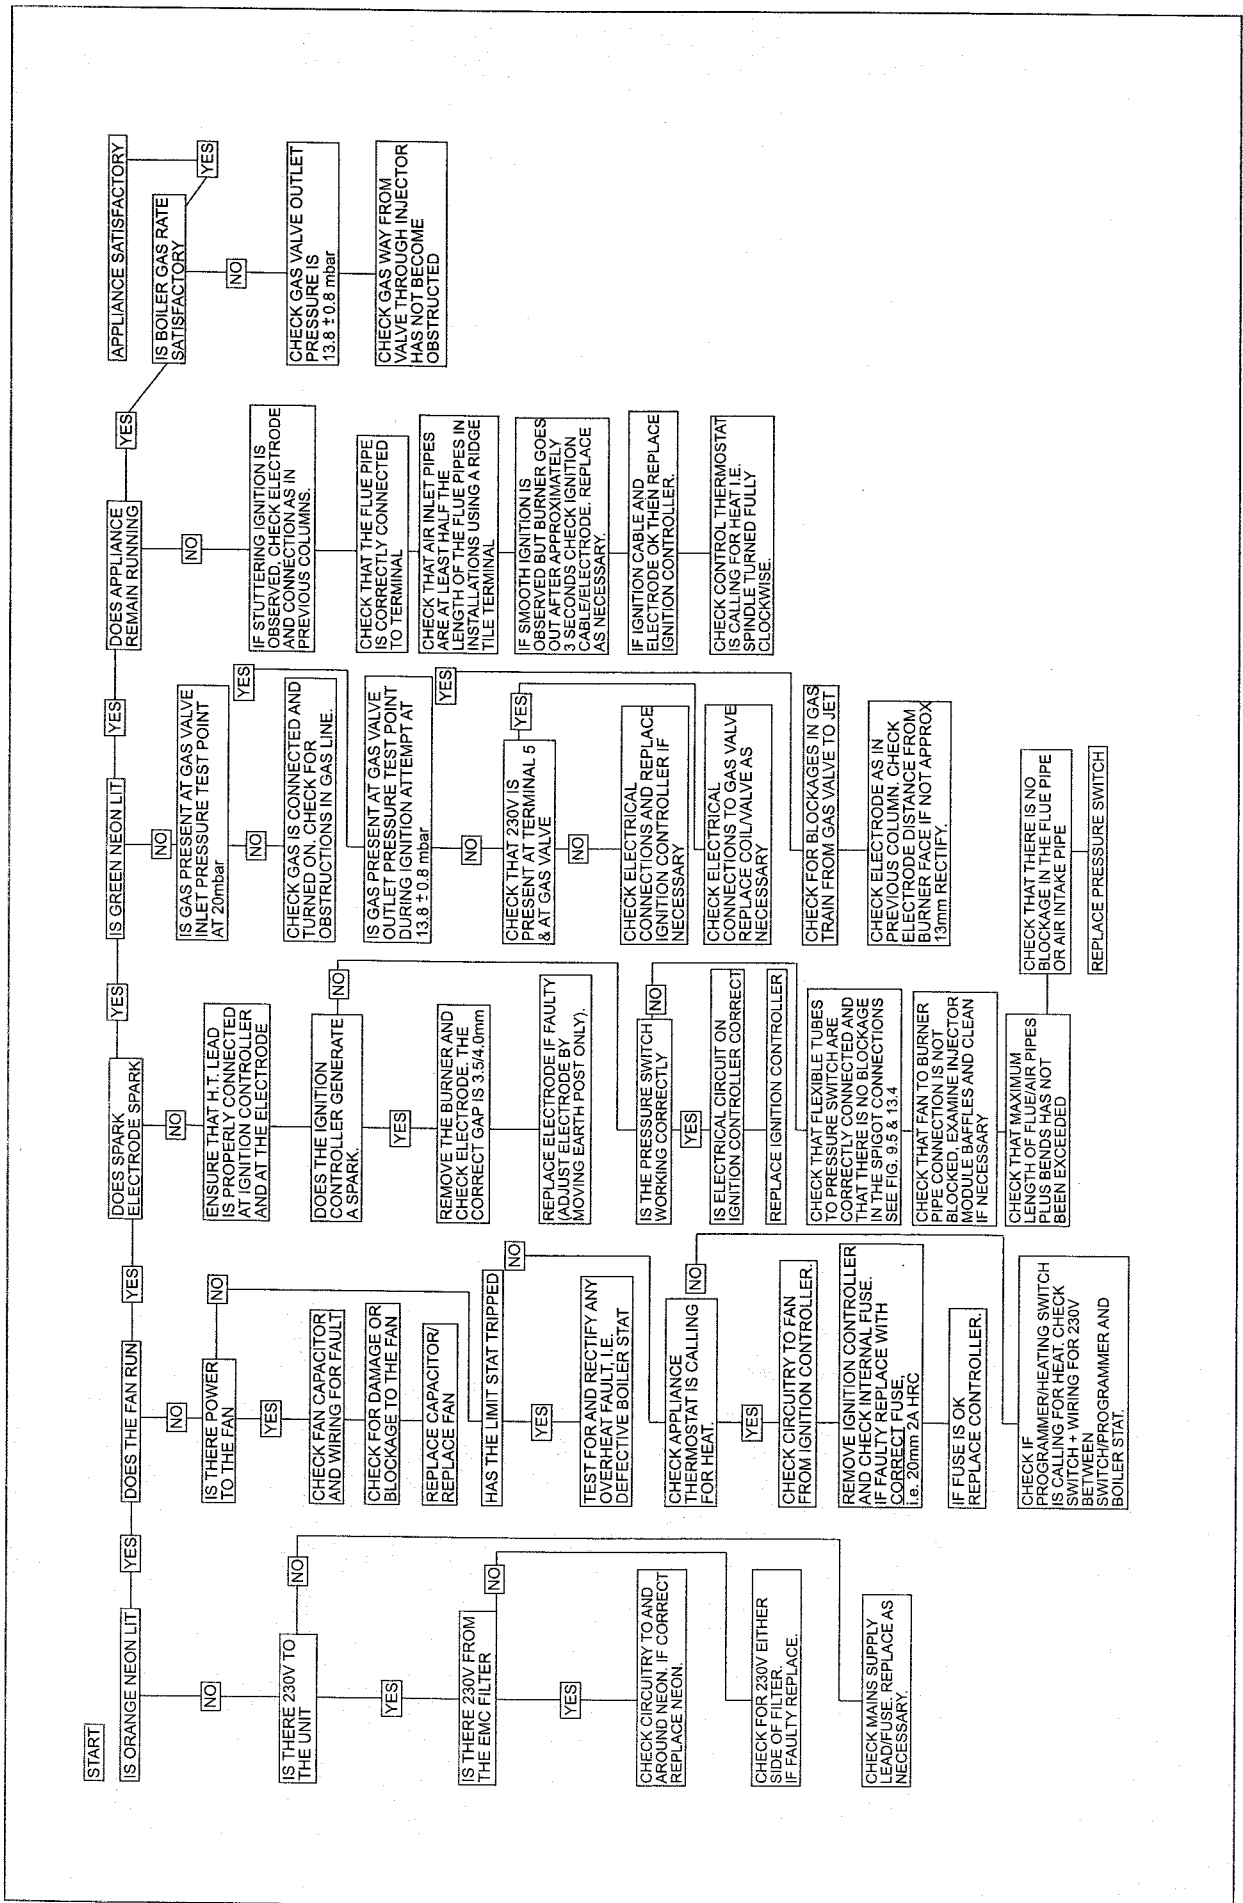 START
IS ORANGE NEON LIT
YES
NO
IS THERE 230V TO
THE UNIT
NO
YES
IS THERE 230V FROM
THE EMC FILTER
NO
YES
CHECK CIRCUITRY TO AND
AROUND NEON. IF CORRECT
REPLACE NEON.
CHECK FOR 230V EITHER
SIDE OF FILTER.
IF FAULTY REPLACE.
CHECK MAINS SUPPLY
LEAD/FUSE. REPLACE AS
NECESSARY.
DOES THE FAN RUN
YES
NO
IS THERE POWER
TO THE FAN
NO
YES
CHECK FAN CAPACITOR
AND WIRING FOR FAULT
CHECK FOR DAMAGE OR
BLOCKAGE TO THE FAN
REPLACE CAPACITOR/
REPLACE FAN
HAS THE LIMIT STAT TRIPPED
NO
YES
TEST FOR AND RECTIFY ANY
OVERHEAT FAULT, I.E.
DEFECTIVE BOILER STAT
CHECK APPLIANCE
THERMOSTAT IS CALLING
FOR HEAT.
NO
YES
CHECK CIRCUITRY TO FAN
FROM IGNITION CONTROLLER.
REMOVE IGNITION CONTROLLER
AND CHECK INTERNAL FUSE.
IF FAULTY REPLACE WITH
CORRECT FUSE,
i.e. 20mm 2A HRC
IF FUSE IS OK
REPLACE CONTROLLER.
CHECK IF
PROGRAMMER/HEATING SWITCH
IS CALLING FOR HEAT. CHECK
SWITCH + WIRING FOR 230V
BETWEEN
SWITCH/PROGRAMMER AND
BOILER STAT.
DOES SPARK
ELECTRODE SPARK
YES
NO
ENSURE THAT H.T. LEAD
IS PROPERLY CONNECTED
AT IGNITION CONTROLLER
AND AT THE ELECTRODE
DOES THE IGNITION
CONTROLLER GENERATE
A SPARK.
NO
YES
REMOVE THE BURNER AND
CHECK ELECTRODE. THE
CORRECT GAP IS 3.5/4.0mm
REPLACE ELECTRODE IF FAULTY
(ADJUST ELECTRODE BY
MOVING EARTH POST ONLY).
IS THE PRESSURE SWITCH
WORKING CORRECTLY
NO
YES
IS ELECTRICAL CIRCUIT ON
IGNITION CONTROLLER CORRECT
REPLACE IGNITION CONTROLLER
CHECK THAT FLEXIBLE TUBES
TO PRESSURE SWITCH ARE
CORRECTLY CONNECTED AND
THAT THERE IS NO BLOCKAGE
IN THE SPIGOT CONNECTIONS
SEE FIG. 9.5 & 13.4
CHECK THAT FAN TO BURNER
PIPE CONNECTION IS NOT
BLOCKED, EXAMINE INJECTOR
MODULE BAFFLES AND CLEAN
IF NECESSARY
CHECK THAT MAXIMUM
LENGTH OF FLUE/AIR PIPES
PLUS BENDS HAS NOT
BEEN EXCEEDED
CHECK THAT THERE IS NO
BLOCKAGE IN THE FLUE PIPE
OR AIR INTAKE PIPE
REPLACE PRESSURE SWITCH
IS GREEN NEON LIT
YES
NO
IS GAS PRESENT AT GAS VALVE
INLET PRESSURE TEST POINT
AT 20mbar
YES
NO
CHECK GAS IS CONNECTED AND
TURNED ON. CHECK FOR
OBSTRUCTIONS IN GAS LINE.
IS GAS PRESENT AT GAS VALVE
OUTLET PRESSURE TEST POINT
DURING IGNITION ATTEMPT AT
13.8 ± 0.8 mbar
YES
NO
CHECK THAT 230V IS
PRESENT AT TERMINAL 5
& AT GAS VALVE
YES
NO
CHECK ELECTRICAL
CONNECTIONS AND REPLACE
IGNITION CONTROLLER IF
NECESSARY
CHECK ELECTRICAL
CONNECTIONS TO GAS VALVE
REPLACE COIL/VALVE AS
NECESSARY
CHECK FOR BLOCKAGES IN GAS
TRAIN FROM GAS VALVE TO JET
CHECK ELECTRODE AS IN
PREVIOUS COLUMN. CHECK
ELECTRODE DISTANCE FROM
BURNER FACE IF NOT APPROX
13mm RECTIFY.
DOES APPLIANCE
REMAIN RUNNING
YES
NO
IF STUTTERING IGNITION IS
OBSERVED, CHECK ELECTRODE
AND CONNECTION AS IN
PREVIOUS COLUMNS.
CHECK THAT THE FLUE PIPE
IS CORRECTLY CONNECTED
TO TERMINAL
CHECK THAT AIR INLET PIPES
ARE AT LEAST HALF THE
LENGTH OF THE FLUE PIPES IN
INSTALLATIONS USING A RIDGE
TILE TERMINAL
IF SMOOTH IGNITION IS
OBSERVED BUT BURNER GOES
OUT AFTER APPROXIMATELY
3 SECONDS CHECK IGNITION
CABLE/ELECTRODE. REPLACE
AS NECESSARY.
IF IGNITION CABLE AND
ELECTRODE OK THEN REPLACE
IGNITION CONTROLLER.
CHECK CONTROL THERMOSTAT
IS CALLING FOR HEAT I.E.
SPINDLE TURNED FULLY
CLOCKWISE.
APPLIANCE SATISFACTORY
IS BOILER GAS RATE
SATISFACTORY
YES
NO
CHECK GAS VALVE OUTLET
PRESSURE IS
13.8 ± 0.8 mbar
CHECK GAS WAY FROM
VALVE THROUGH INJECTOR
HAS NOT BECOME
OBSTRUCTED